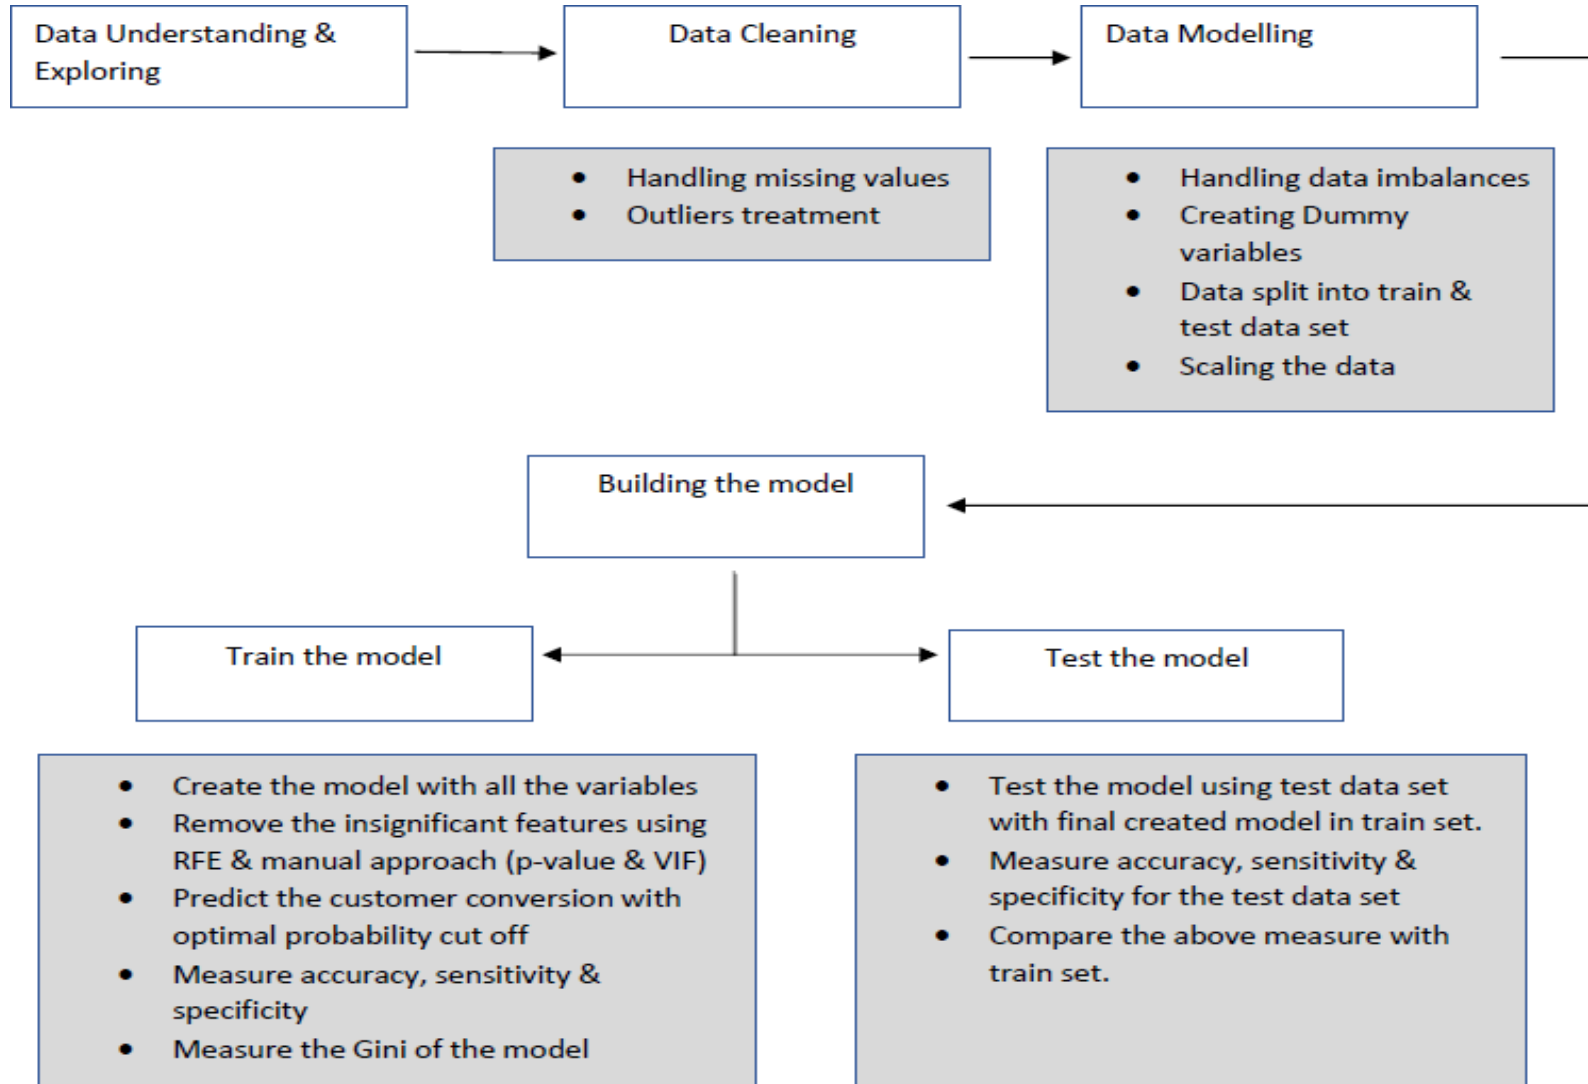 Data Understanding &
Exploring
Data Cleaning
Data Modelling
• Handling missing values
• Outliers treatment
• Handling data imbalances
• Creating Dummy
variables
• Data split into train &
test data set
• Scaling the data
Building the model
Train the model
Test the model
• Create the model with all the variables
• Remove the insignificant features using
RFE & manual approach (p-value & VIF)
• Predict the customer conversion with
optimal probability cut off
• Measure accuracy, sensitivity &
specificity
• Measure the Gini of the model
• Test the model using test data set
with final created model in train set.
• Measure accuracy, sensitivity &
specificity for the test data set
• Compare the above measure with
train set.